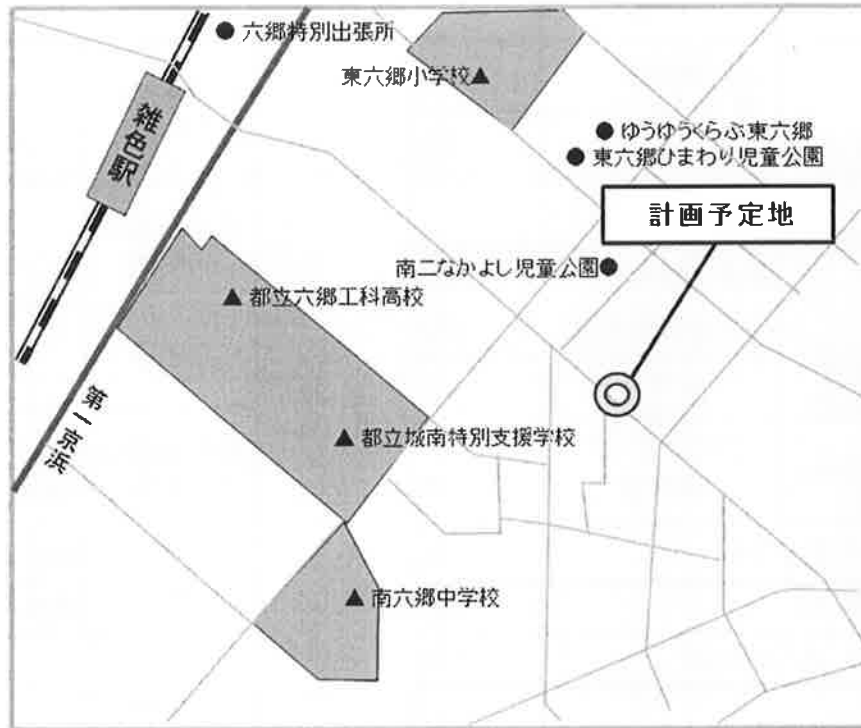 六郷特別出張所
東六郷小学校
雑色駅
ゆうゆうくらぶ東六郷
東六郷ひまわり児童公園
計画予定地
南二なかよし児童公園
都立六郷工科高校
第一京浜
都立城南特別支援学校
南六郷中学校